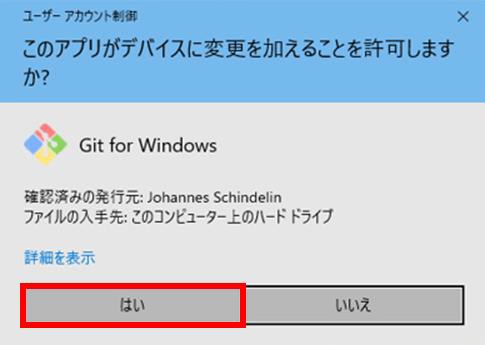 ユーザー アカウント制御
このアプリがデバイスに変更を加えることを許可します
か?
Git for Windows
確認済みの発行元: Johannes Schindelin
ファイルの入手先: このコンピューター上のハード ドライブ
詳細を表示
はい
いいえ